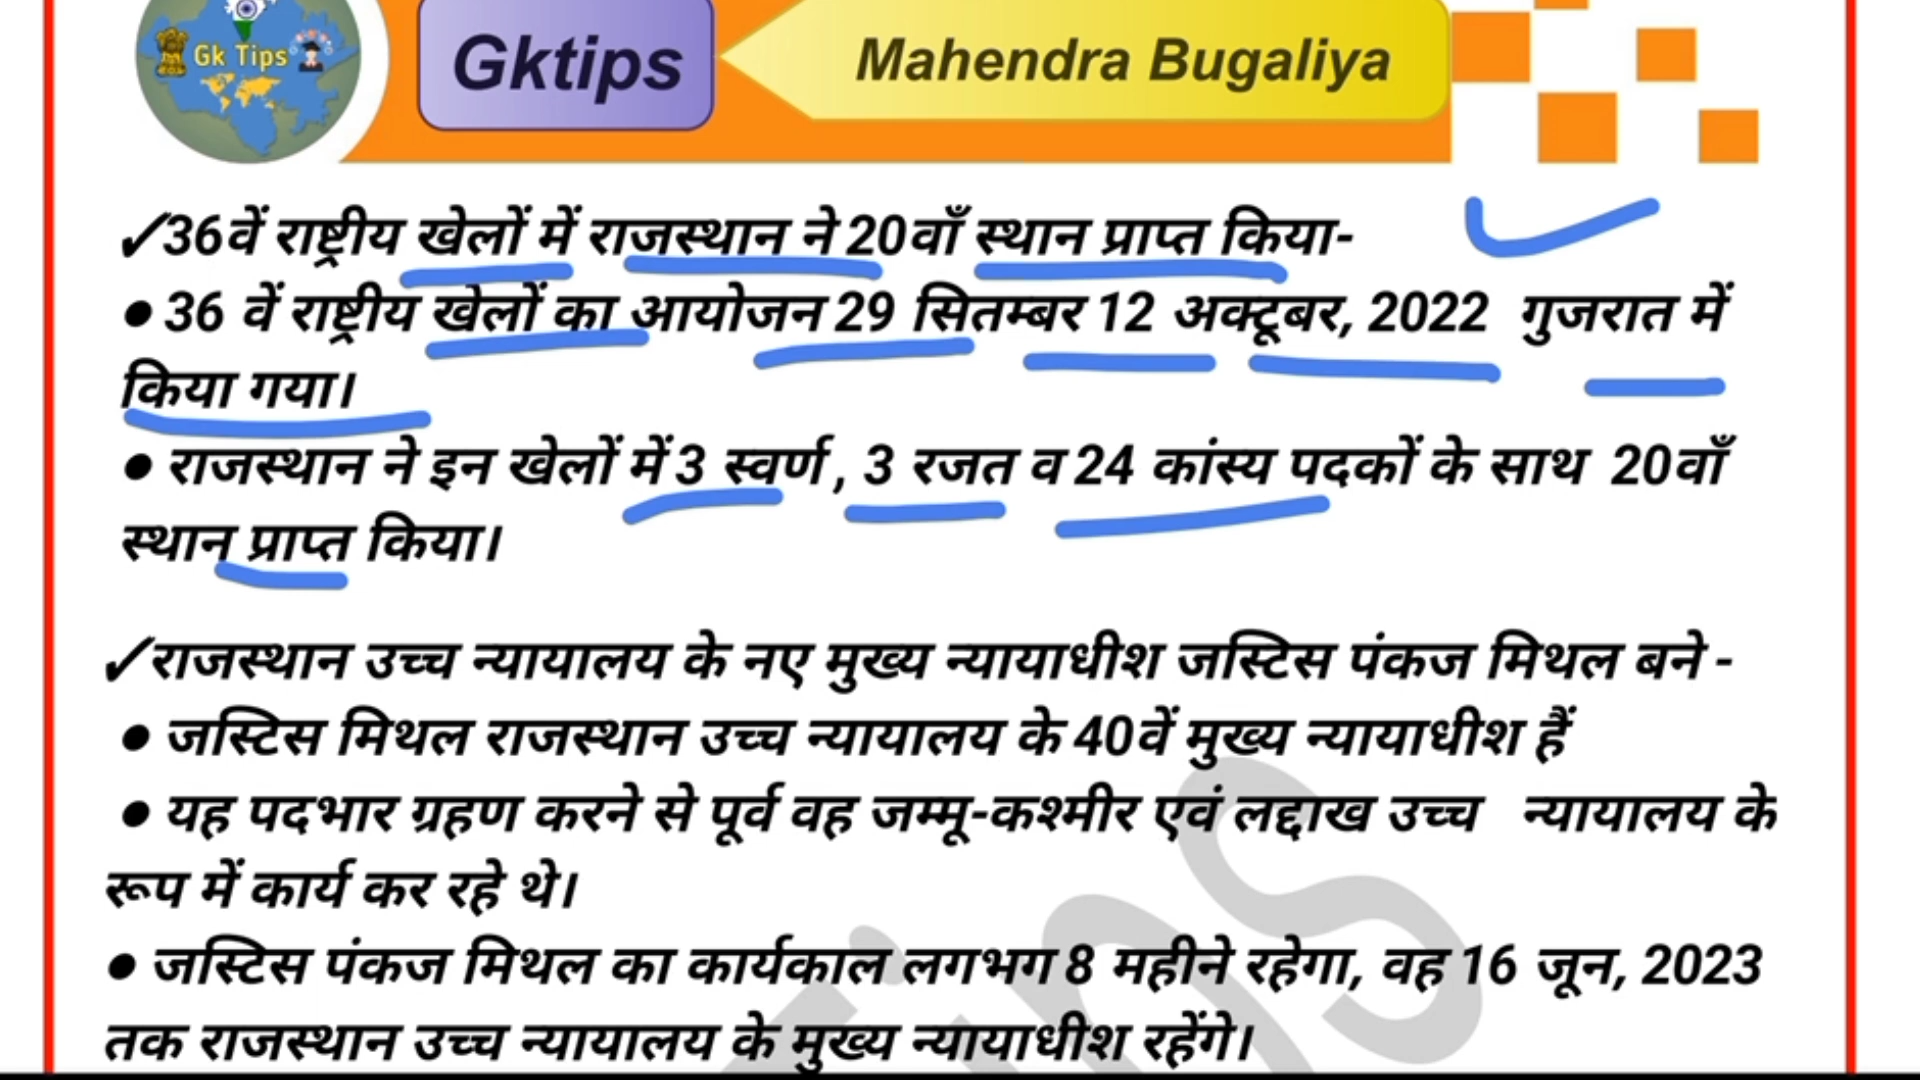 Gk Tips
Gktips
Mahendra Bugaliya
✓36वें राष्ट्रीय खेलों में राजस्थान ने 20वाँ स्थान प्राप्त किया-
● 36 वें राष्ट्रीय खेलों का आयोजन 29 सितम्बर 12 अक्टूबर, 2022 गुजरात में
किया गया।
● राजस्थान ने इन खेलों में 3 स्वर्ण, 3 रजत व 24 कांस्य पदकों के साथ 20वाँ
स्थान प्राप्त किया।
✓राजस्थान उच्च न्यायालय के नए मुख्य न्यायाधीश जस्टिस पंकज मिथल बने -
● जस्टिस मिथल राजस्थान उच्च न्यायालय के 40वें मुख्य न्यायाधीश हैं
● यह पदभार ग्रहण करने से पूर्व वह जम्मू-कश्मीर एवं लद्दाख उच्च न्यायालय के
रूप में कार्य कर रहे थे।
● जस्टिस पंकज मिथल का कार्यकाल लगभग 8 महीने रहेगा, वह 16 जून, 2023
तक राजस्थान उच्च न्यायालय के मुख्य न्यायाधीश रहेंगे।